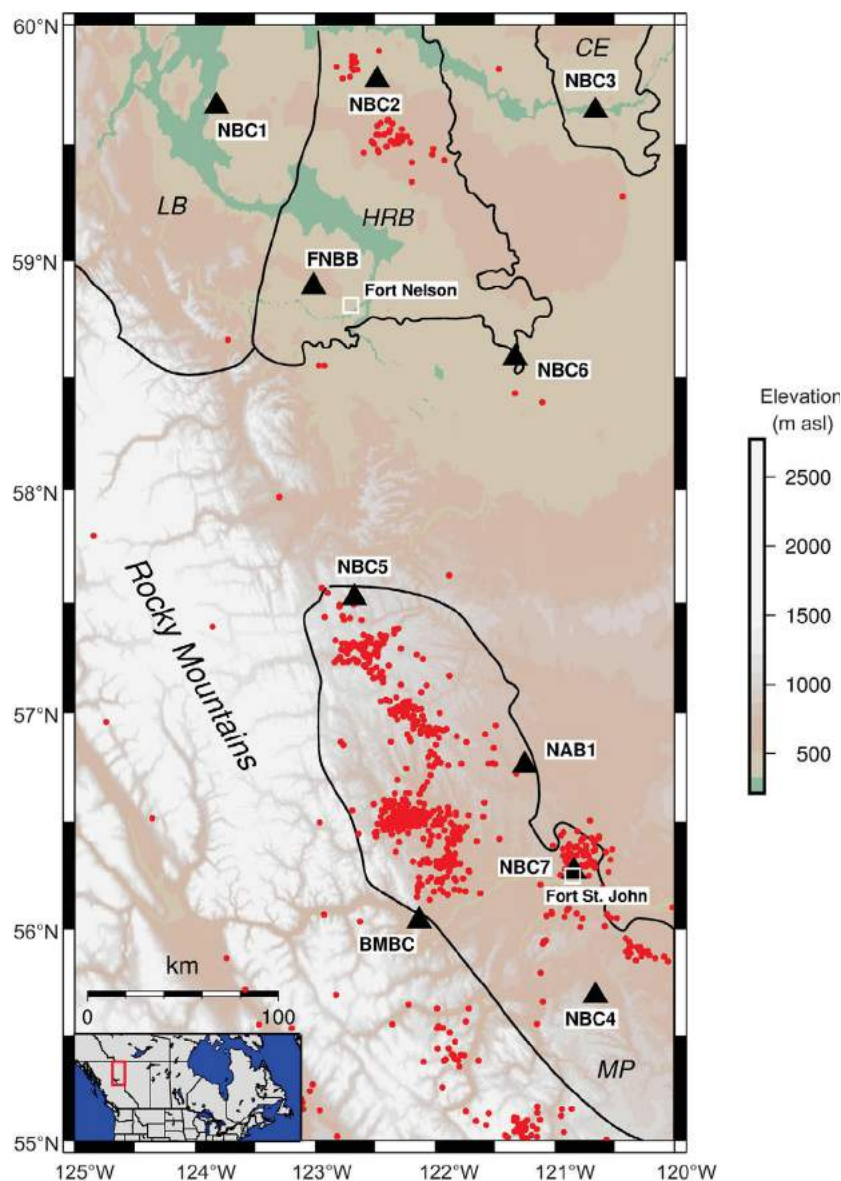 60°N
CE
NBC3
NBC2
NBC1
LB
HRB
59°N
FNBB
Fort Nelson
NBC6
Elevation
(m asl)
58°N
2500
2000
1500
1000
500
NBC5
Rocky Mountains
57°N
NAB1
NBC7
Fort St. John
56°N
BMBC
km
0
100
NBC4
MP
55°N
125°W
124°W
123°W
122°W
121°W
120°W